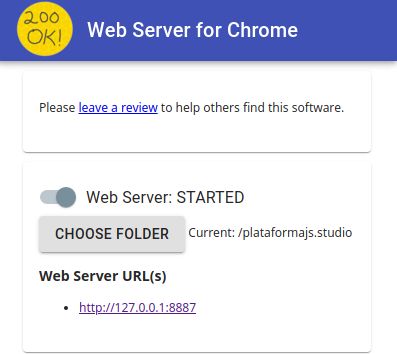 200
OK!
Web Server for Chrome
Please leave a review to help others find this software.
Web Server: STARTED
CHOOSE FOLDER Current: /plataformajs.studio
Web Server URL(s)
• http://127.0.0.1:8887